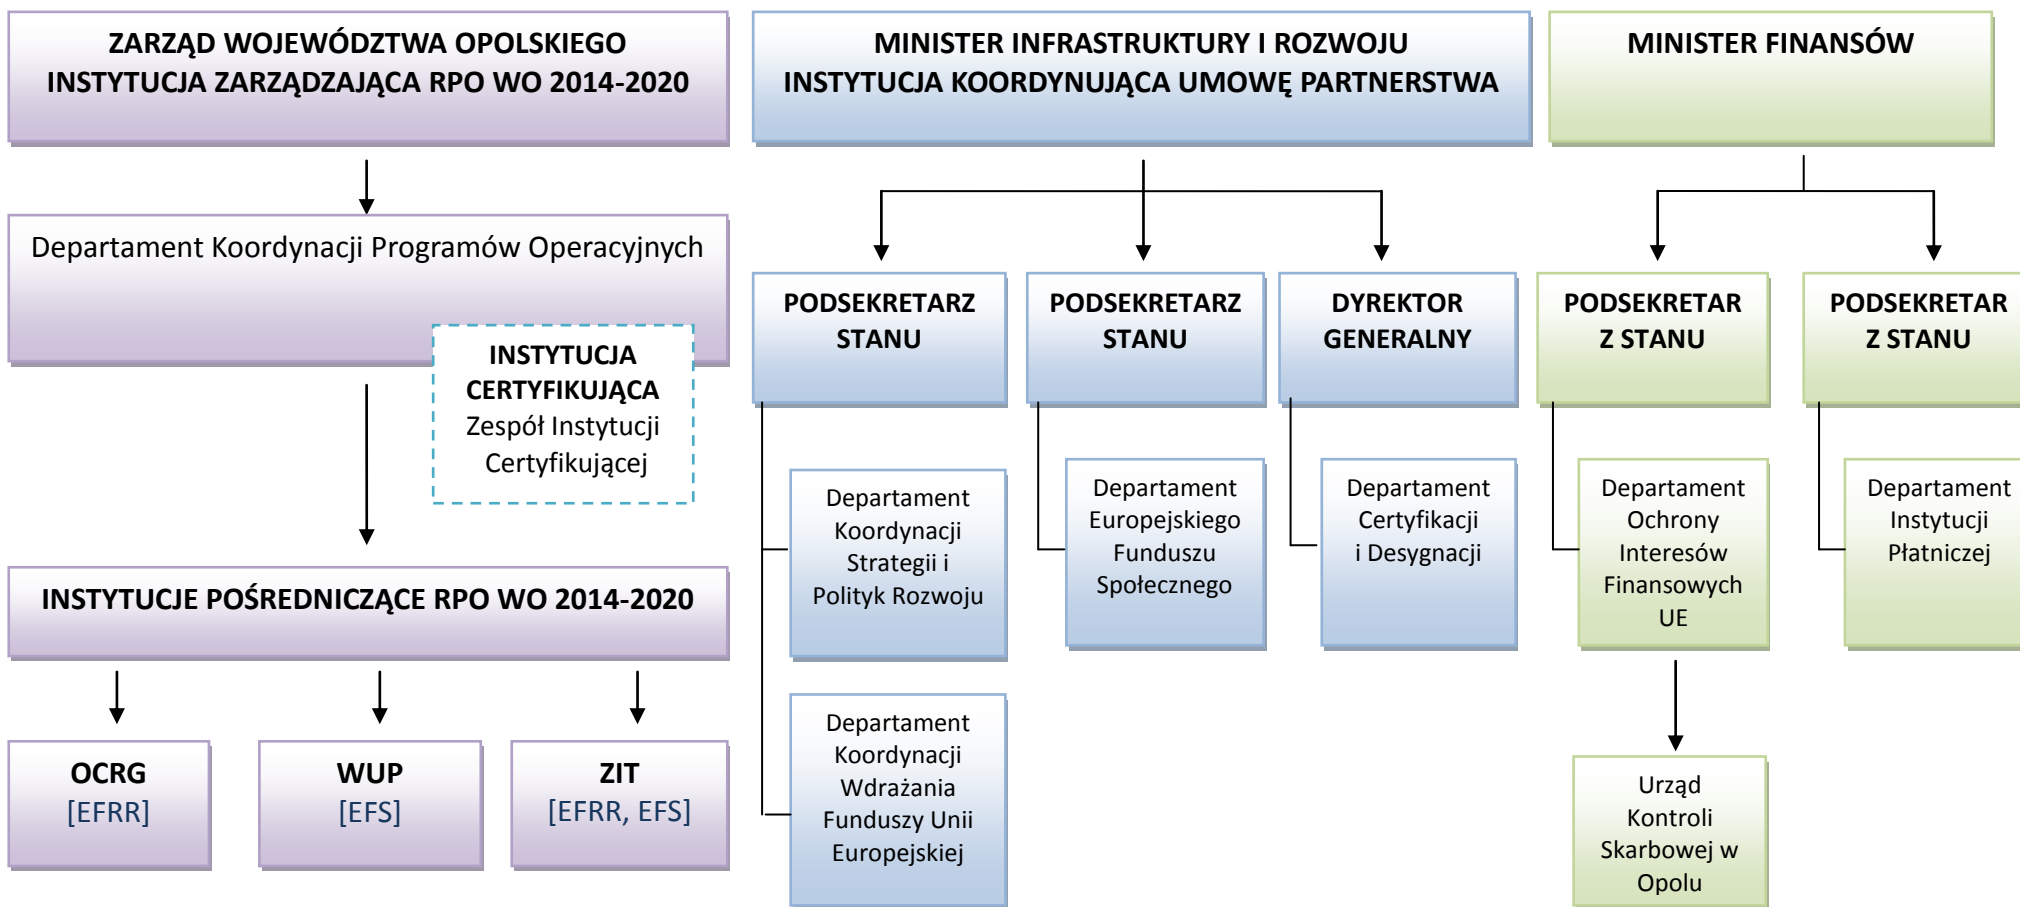 ZARZĄD WOJEWÓDZTWA OPOLSKIEGO
INSTYTUCJA ZARZĄDZAJĄCA RPO WO 2014-2020
Departament Koordynacji Programów Operacyjnych
INSTYTUCJA
CERTYFIKUJĄCA
Zespół Instytucji
Certyfikującej
INSTYTUCJE POŚREDNICZĄCE RPO WO 2014-2020
OCRG
[EFRR]
WUP
[EFS]
ZIT
[EFRR, EFS]
MINISTER INFRASTRUKTURY I ROZWOJU
INSTYTUCJA KOORDYNUJĄCA UMOWĘ PARTNERSTWA
PODSEKRETARZ
STANU
Departament
Koordynacji
Strategii i
Polityk Rozwoju
Departament
Koordynacji
Wdrażania
Funduszy Unii
Europejskiej
PODSEKRETARZ
STANU
Departament
Europejskiego
Funduszu
Społecznego
DYREKTOR
GENERALNY
Departament
Certyfikacji
i Desygnacji
MINISTER FINANSÓW
PODSEKRETAR
Z STANU
Departament
Ochrony
Interesów
Finansowych
UE
Urząd
Kontroli
Skarbowej w
Opolu
PODSEKRETAR
Z STANU
Departament
Instytucji
Płatniczej